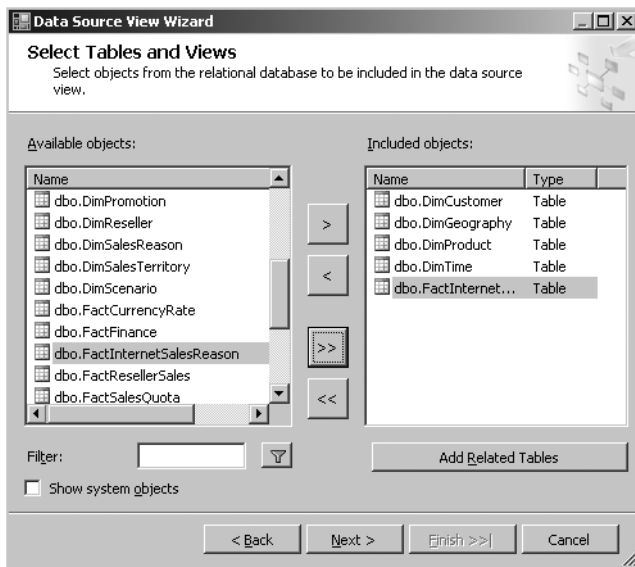 Data Source View Wizard
Select Tables and Views
Select objects from the relational database to be included in the data source
view.
Available objects:
Name
dbo.DimPromotion
dbo.DimReseller
dbo.DimSalesReason
dbo.DimSalesTerritory
dbo.DimScenario
dbo.FactCurrencyRate
dbo.FactFinance
dbo.FactInternetSalesReason
dbo.FactResellerSales
dbo.FactSalesQuota
>
<
>>
<<
Included objects:
Name Type
dbo.DimCustomer Table
dbo.DimGeography Table
dbo.DimProduct Table
dbo.DimTime Table
dbo.FactInternet... Table
Filter:
Add Related Tables
Show system objects
< Back
Next >
Finish >>|
Cancel